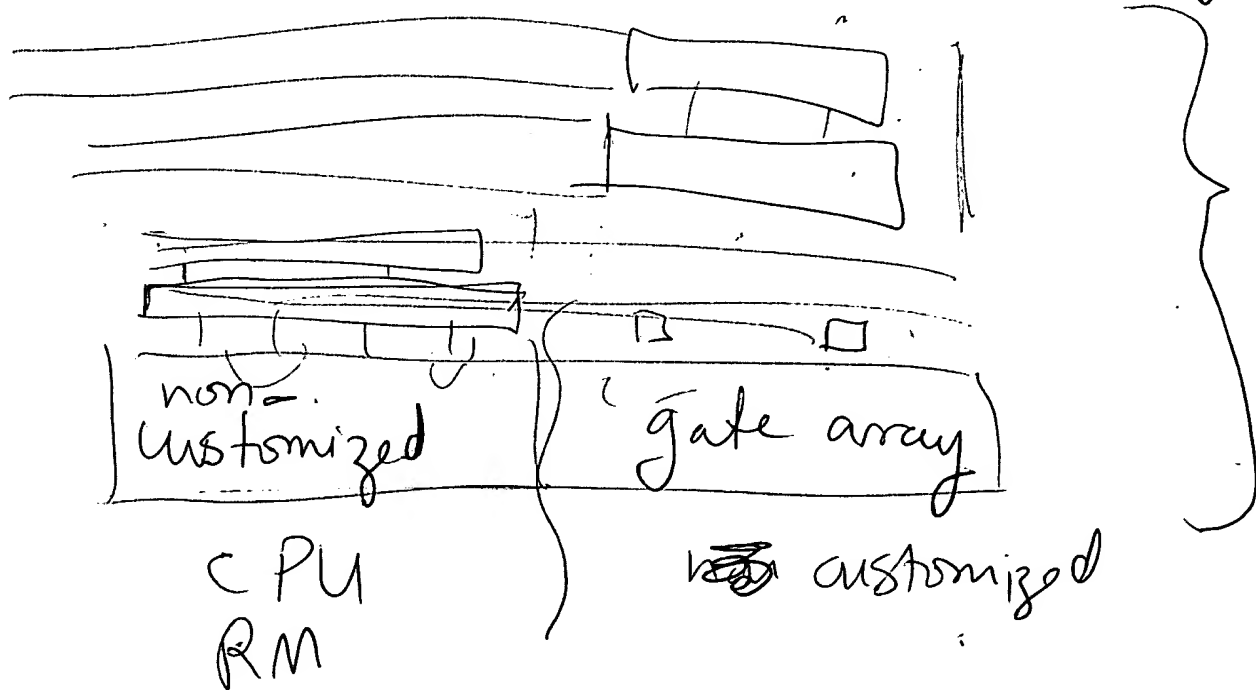 non-
customized
gate array
CPU
customized
RM